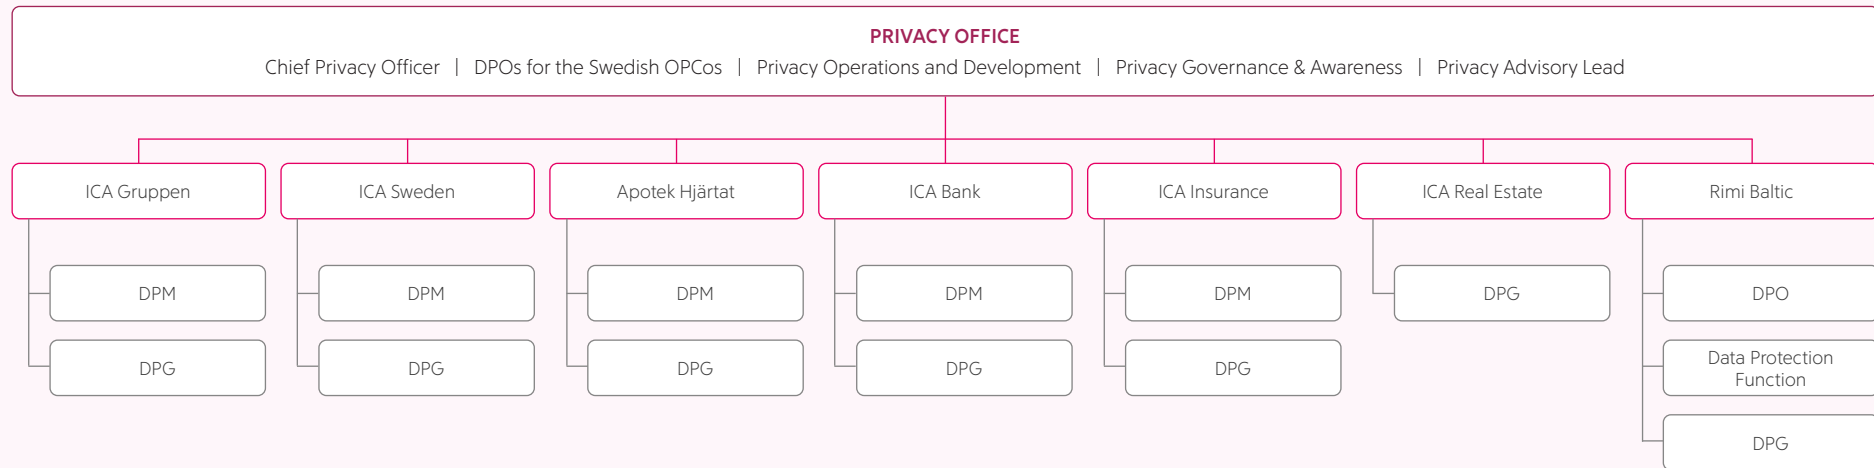 PRIVACY OFFICE
Chief Privacy Officer | DPOs for the Swedish OPCos | Privacy Operations and Development | Privacy Governance & Awareness | Privacy Advisory Lead
ICA Gruppen
ICA Sweden
Apotek Hjärtat
ICA Bank
ICA Insurance
ICA Real Estate
Rimi Baltic
DPM
DPM
DPM
DPM
DPM
DPG
DPO
DPG
DPG
DPG
DPG
DPG
Data Protection
Function
DPG